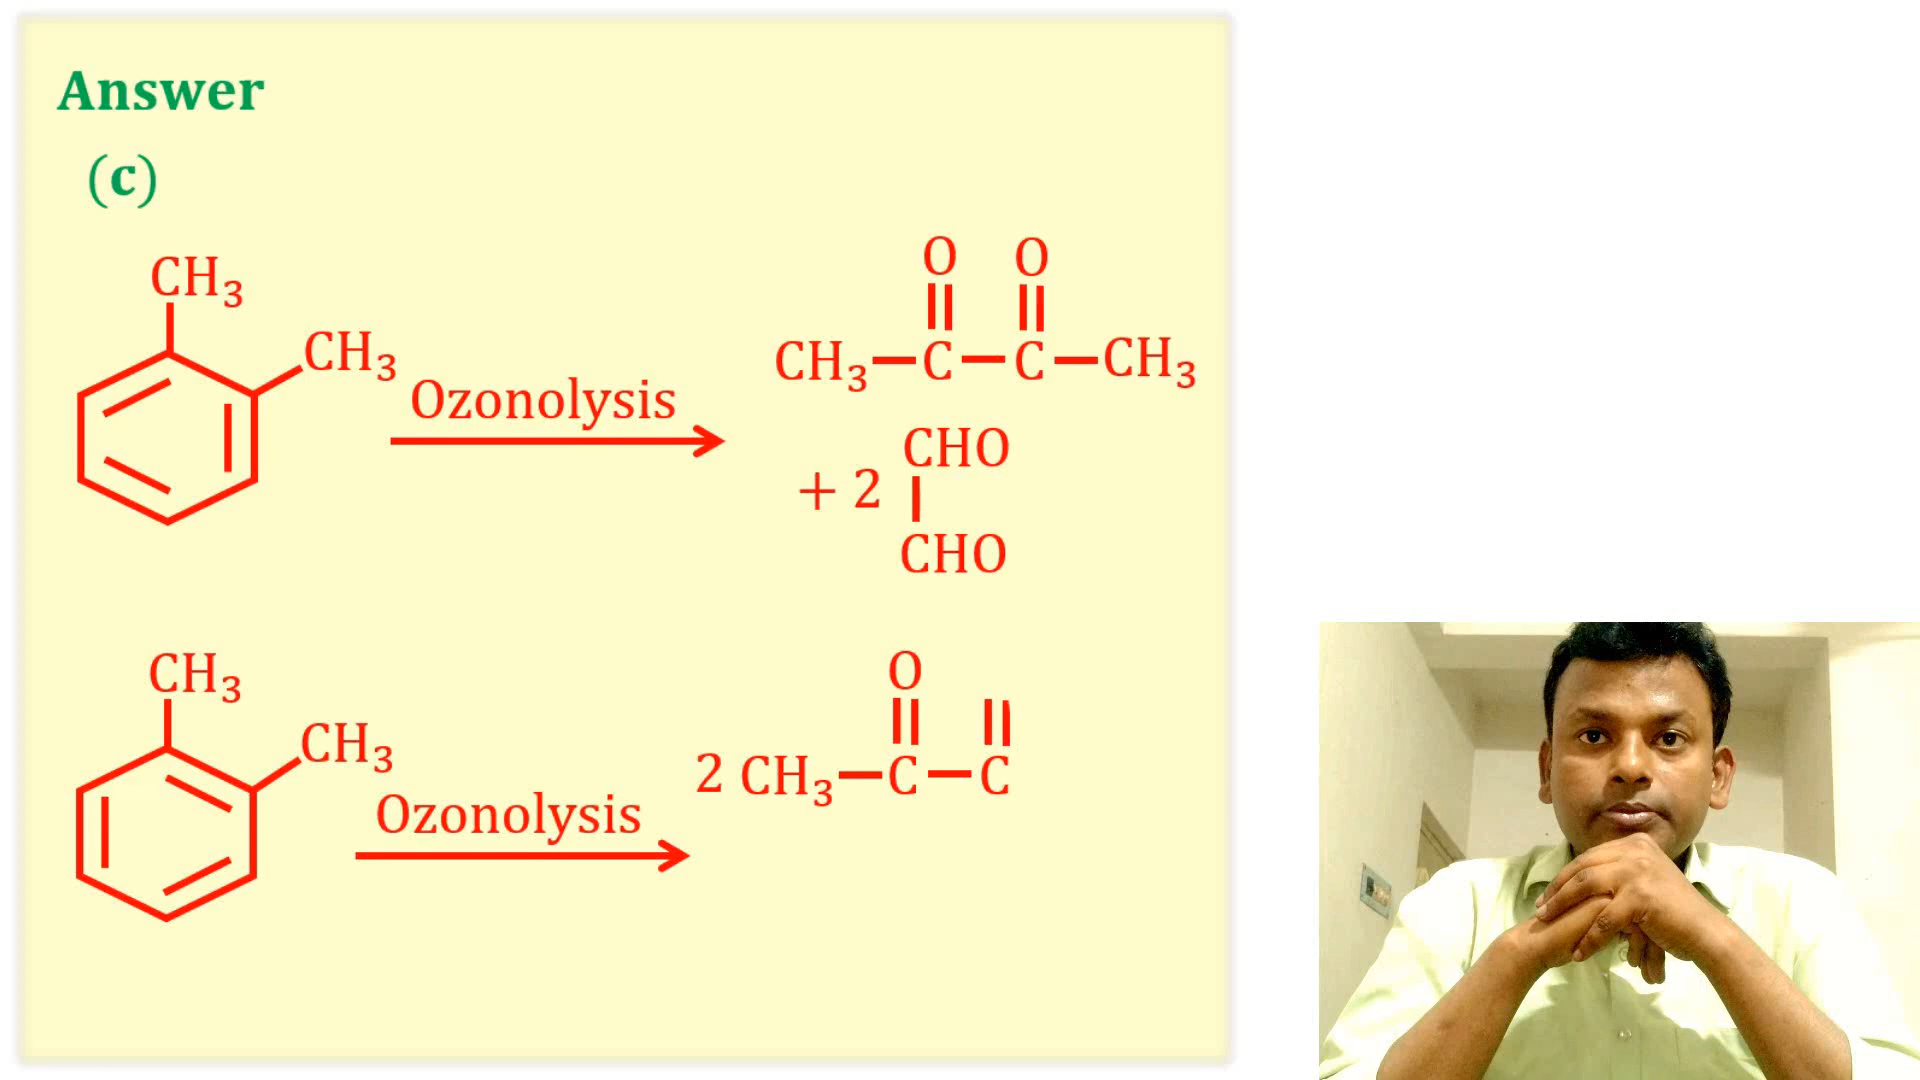 Answer
(c)
CH₃
CH₃
Ozonolysis
O O
CH₃—C—C—CH₃
+ 2
CHO
CHO
CH₃
CH₃
Ozonolysis
O
2 CH₃—C—C